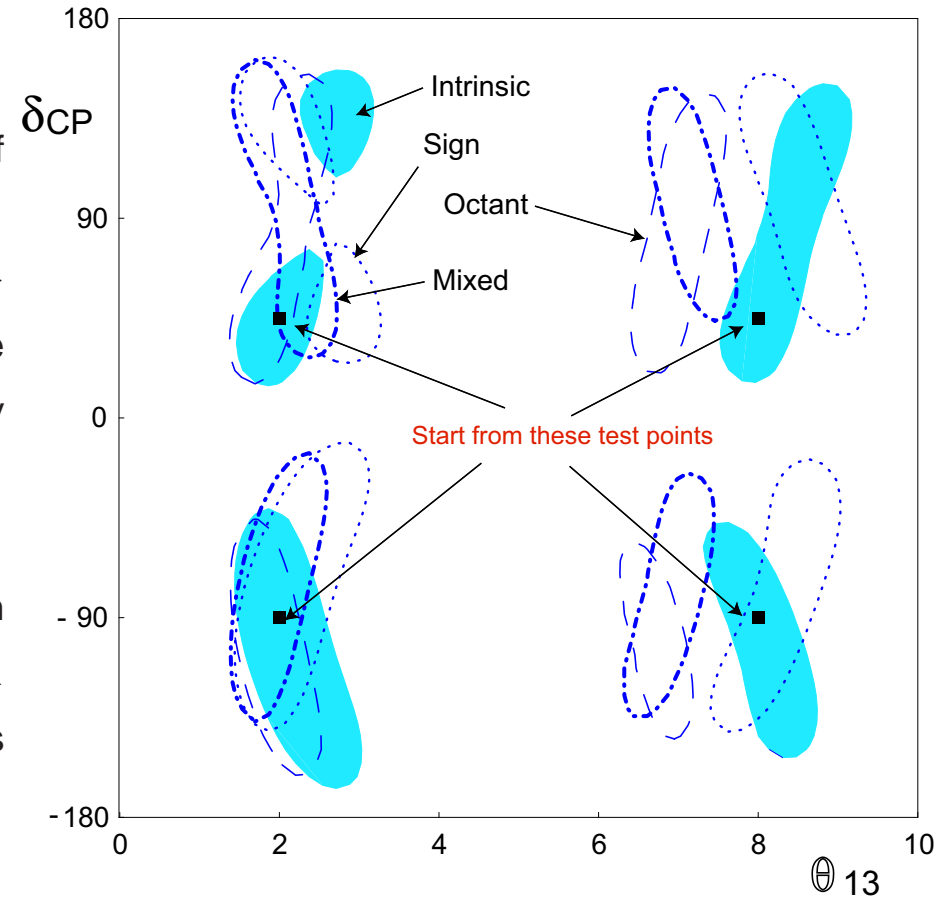 180
δCP
f
Intrinsic
Sign
Octant
90
Mixed
e
y
0
Start from these test points
- 90
n
s
-180
0 2 4 6 8 10
θ 13